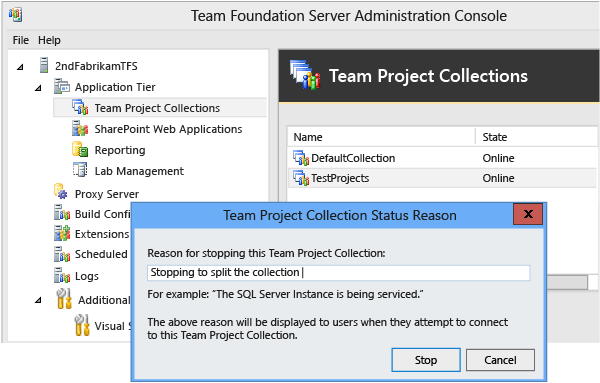 Team Foundation Server Administration Console
File Help
2ndFabrikamTFS
Application Tier
Team Project Collections
SharePoint Web Applications
Reporting
Lab Management
Proxy Server
Build Confi
Extensions
Scheduled
Logs
Additional
Visual S
Team Project Collections
Name State
DefaultCollection Online
TestProjects Online
Team Project Collection Status Reason
x
Reason for stopping this Team Project Collection:
Stopping to split the collection
For example: “The SQL Server Instance is being serviced.”
The above reason will be displayed to users when they attempt to connect
to this Team Project Collection.
Stop Cancel